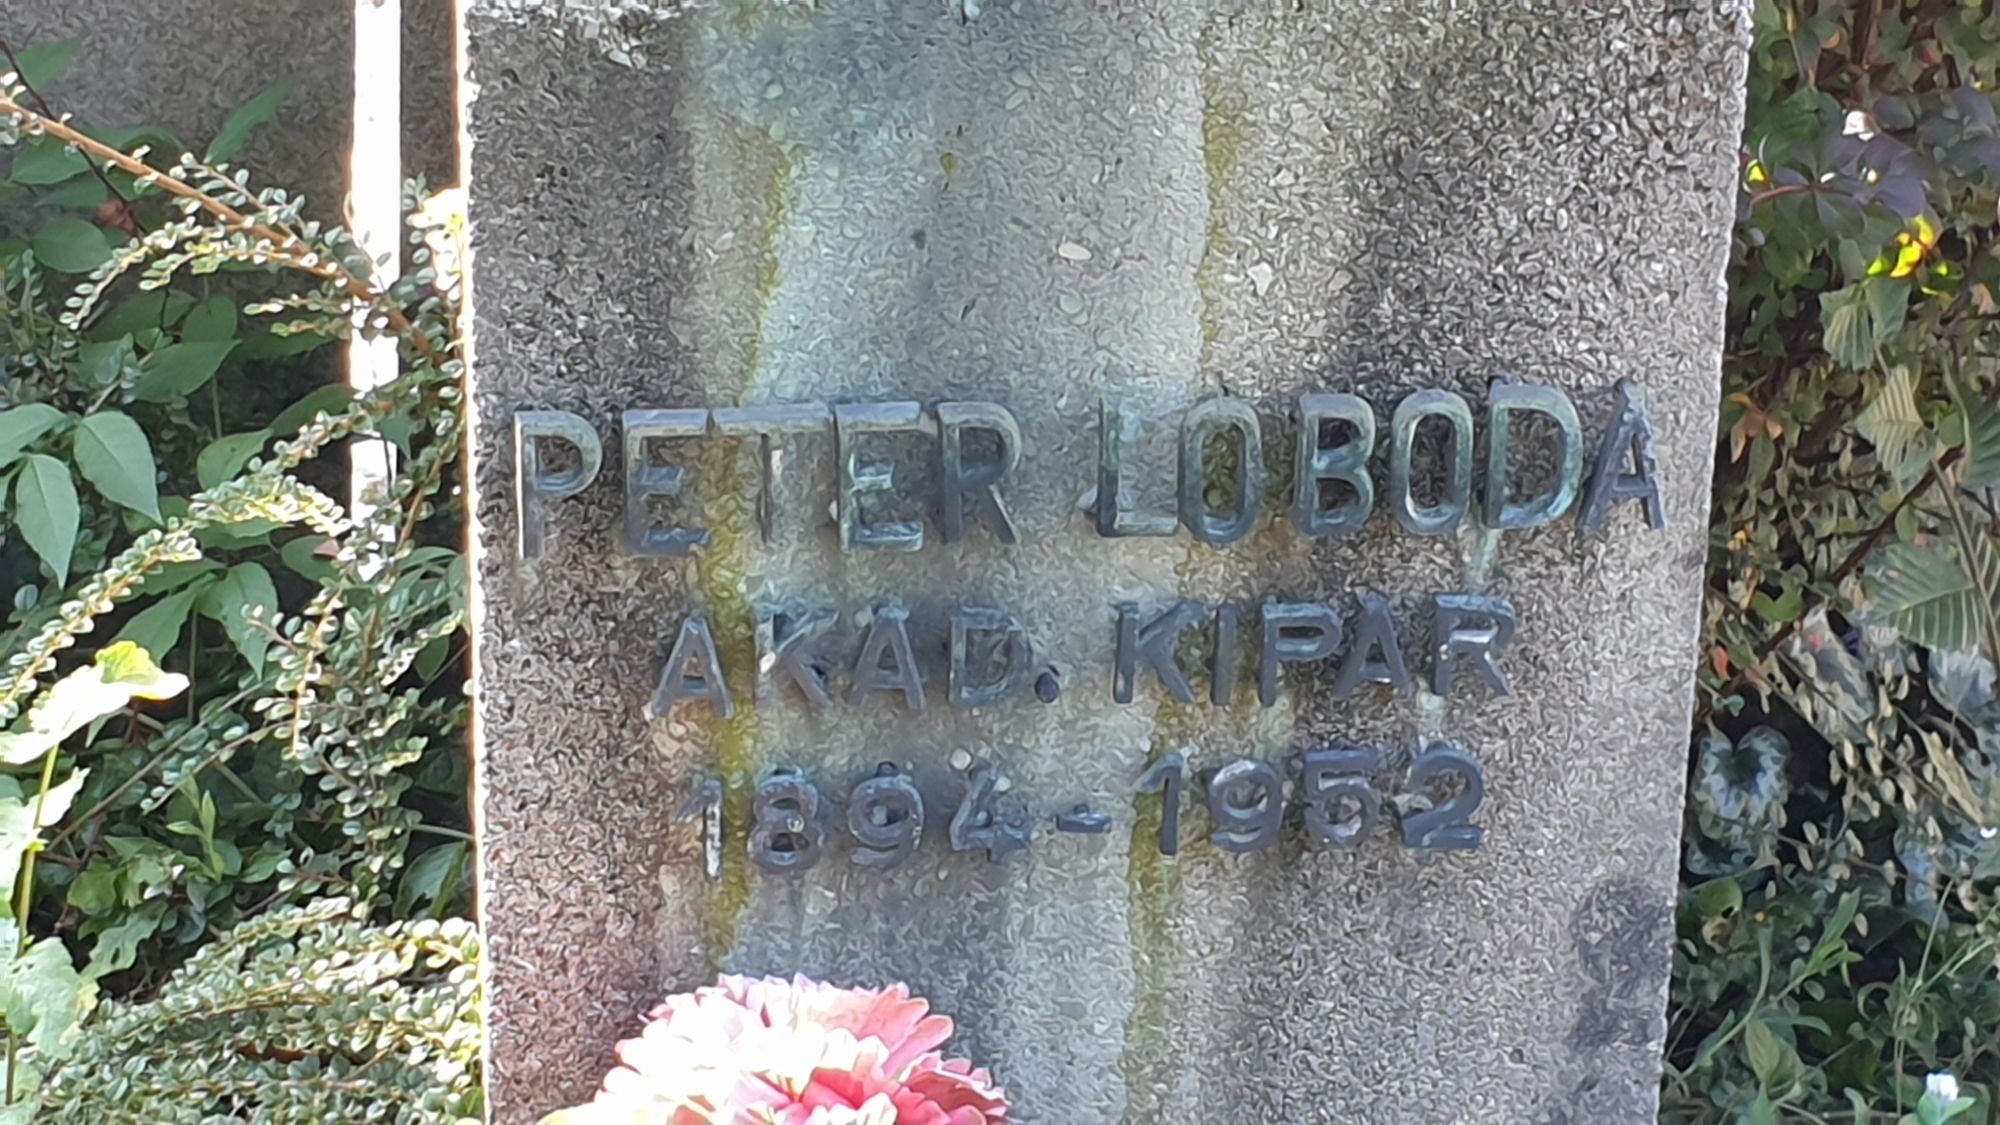 PETER LOBODA
AKAD. KIPAR
1894-1952